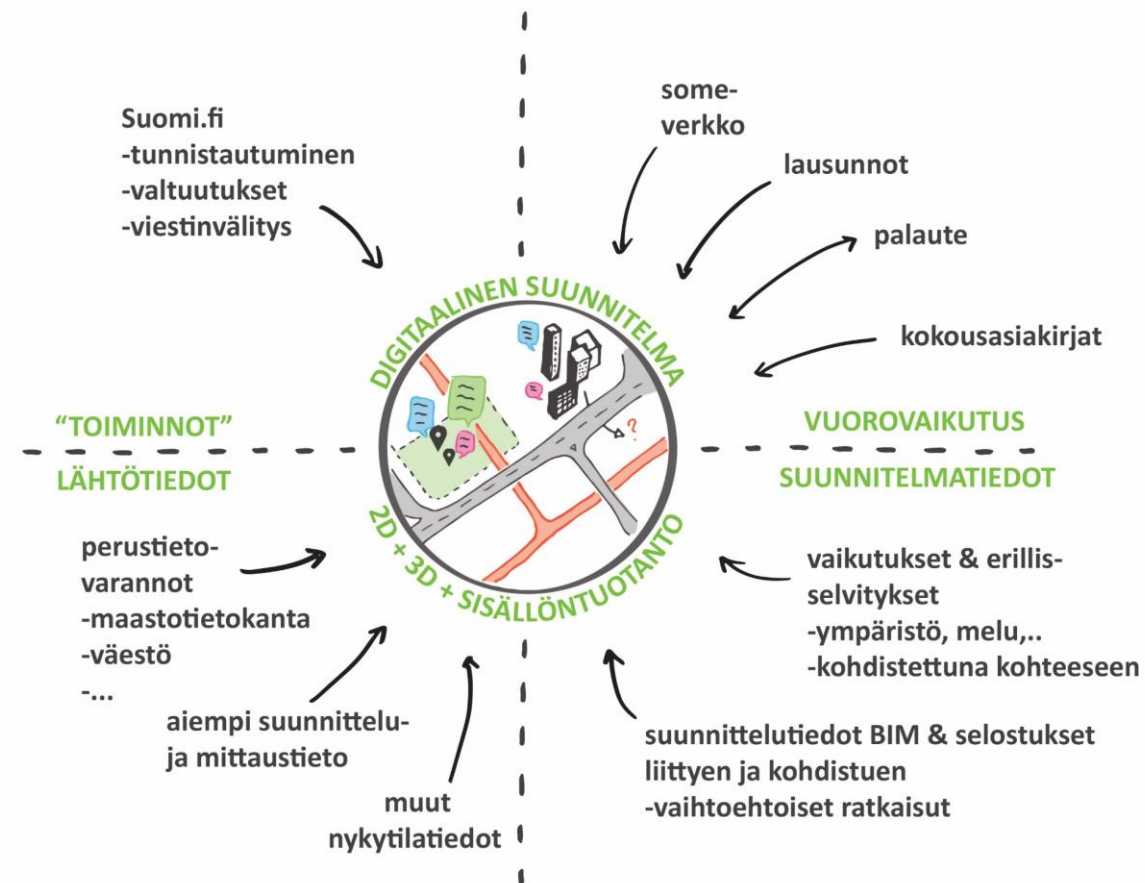 Suomi.fi
-tunnistautuminen
-valtuutukset
-viestinvälitys
some-
verkko
lausunnot
palaute
kokousasiakirjat
DIGITAALINEN SUUNNITELMA
?
2D + 3D + SISÄLLÖNTUOTANTO
“TOIMINNOT”
VUOROVAIKUTUS
LÄHTÖTIEDOT
SUUNNITELMATIEDOT
perustieto-
varannot
-maastotietokanta
-väestö
-...
aiempi suunnittelu-
ja mittaustieto
muut
nykytilatiedot
vaikutukset & erillis-
selvitykset
-ympäristö, melu,..
-kohdistettuna kohteeseen
suunnittelutiedot BIM & selostukset
liittyen ja kohdistuen
-vaihtoehtoiset ratkaisut